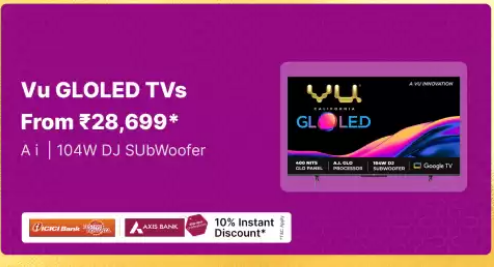 Vu GLOLED TVs
From ₹28,699*
A i | 104W DJ SUbWoofer
A VU INNOVATION
VU
CALIFORNIA
GLOLED
400 NITS
GLO PANEL
A.I. GLO
PROCESSOR
104W DJ
SUBWOOFER
Google TV
ICICI Bank
AXIS BANK
10% Instant
Discount*
*T&C Apply